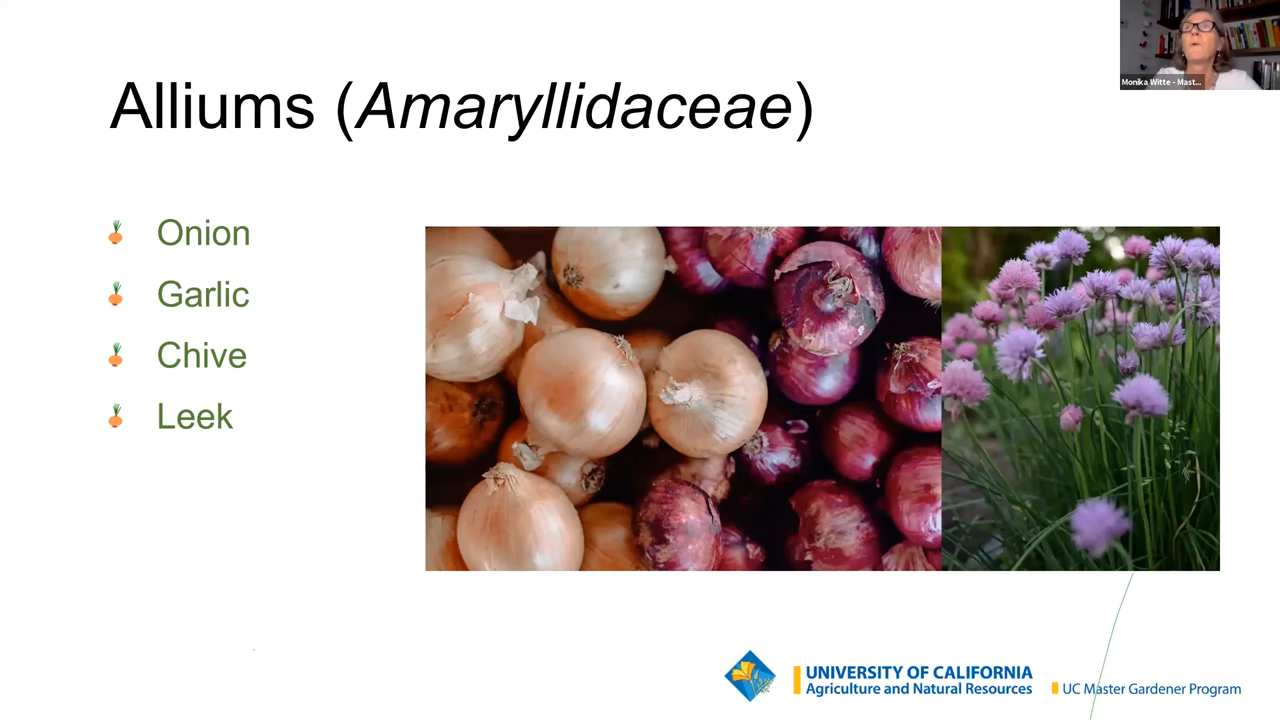 Monika Witte - Mast...
Alliums (Amaryllidaceae)
Onion
Garlic
Chive
Leek
UNIVERSITY OF CALIFORNIA
Agriculture and Natural Resources
UC Master Gardener Program